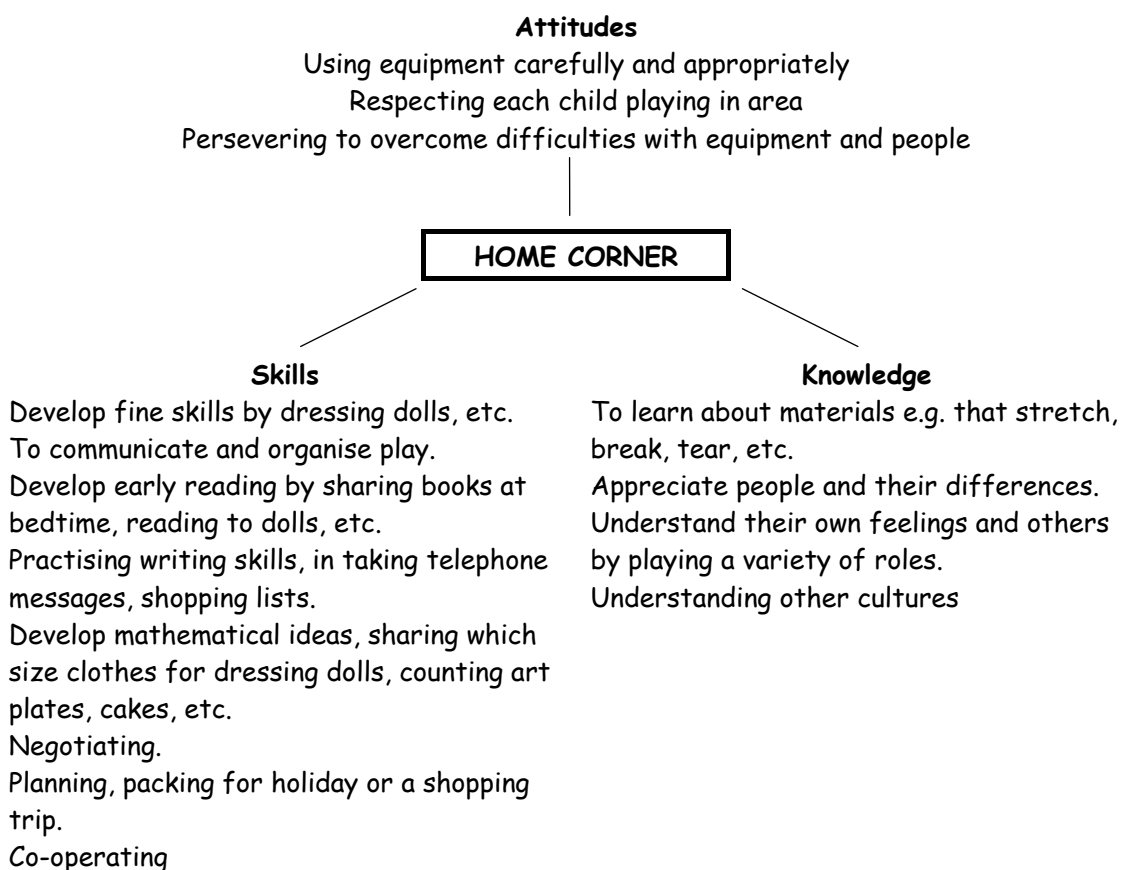 Attitudes
Using equipment carefully and appropriately
Respecting each child playing in area
Persevering to overcome difficulties with equipment and people
HOME CORNER
Skills
Develop fine skills by dressing dolls, etc.
To communicate and organise play.
Develop early reading by sharing books at
bedtime, reading to dolls, etc.
Practising writing skills, in taking telephone
messages, shopping lists.
Develop mathematical ideas, sharing which
size clothes for dressing dolls, counting art
plates, cakes, etc.
Negotiating.
Planning, packing for holiday or a shopping
trip.
Co-operating
Knowledge
To learn about materials e.g. that stretch,
break, tear, etc.
Appreciate people and their differences.
Understand their own feelings and others
by playing a variety of roles.
Understanding other cultures